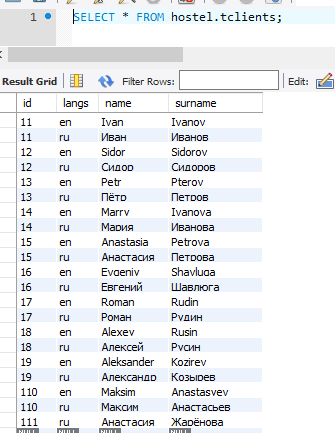 1 SELECT * FROM hostel.tclients;
Result Grid Filter Rows: Edit:
id langs name surname
11 en Ivan Ivanov
11 ru Иван Иванов
12 en Sidor Sidorov
12 ru Сидор Сидоров
13 en Petr Pterov
13 ru Пётр Петров
14 en Marry Ivanova
14 ru Мария Иванова
15 en Anastasia Petrova
15 ru Анастасия Петрова
16 en Evgeniy Shavluga
16 ru Евгений Шавлюга
17 en Roman Rudin
17 ru Роман Рудин
18 en Alexey Rusin
18 ru Алексей Русин
19 en Aleksander Kozirev
19 ru Александр Козырев
110 en Maksim Anastasyev
110 ru Максим Анастасьев
111 ru Анастасия Жарёнова
NULL NULL NULL NULL